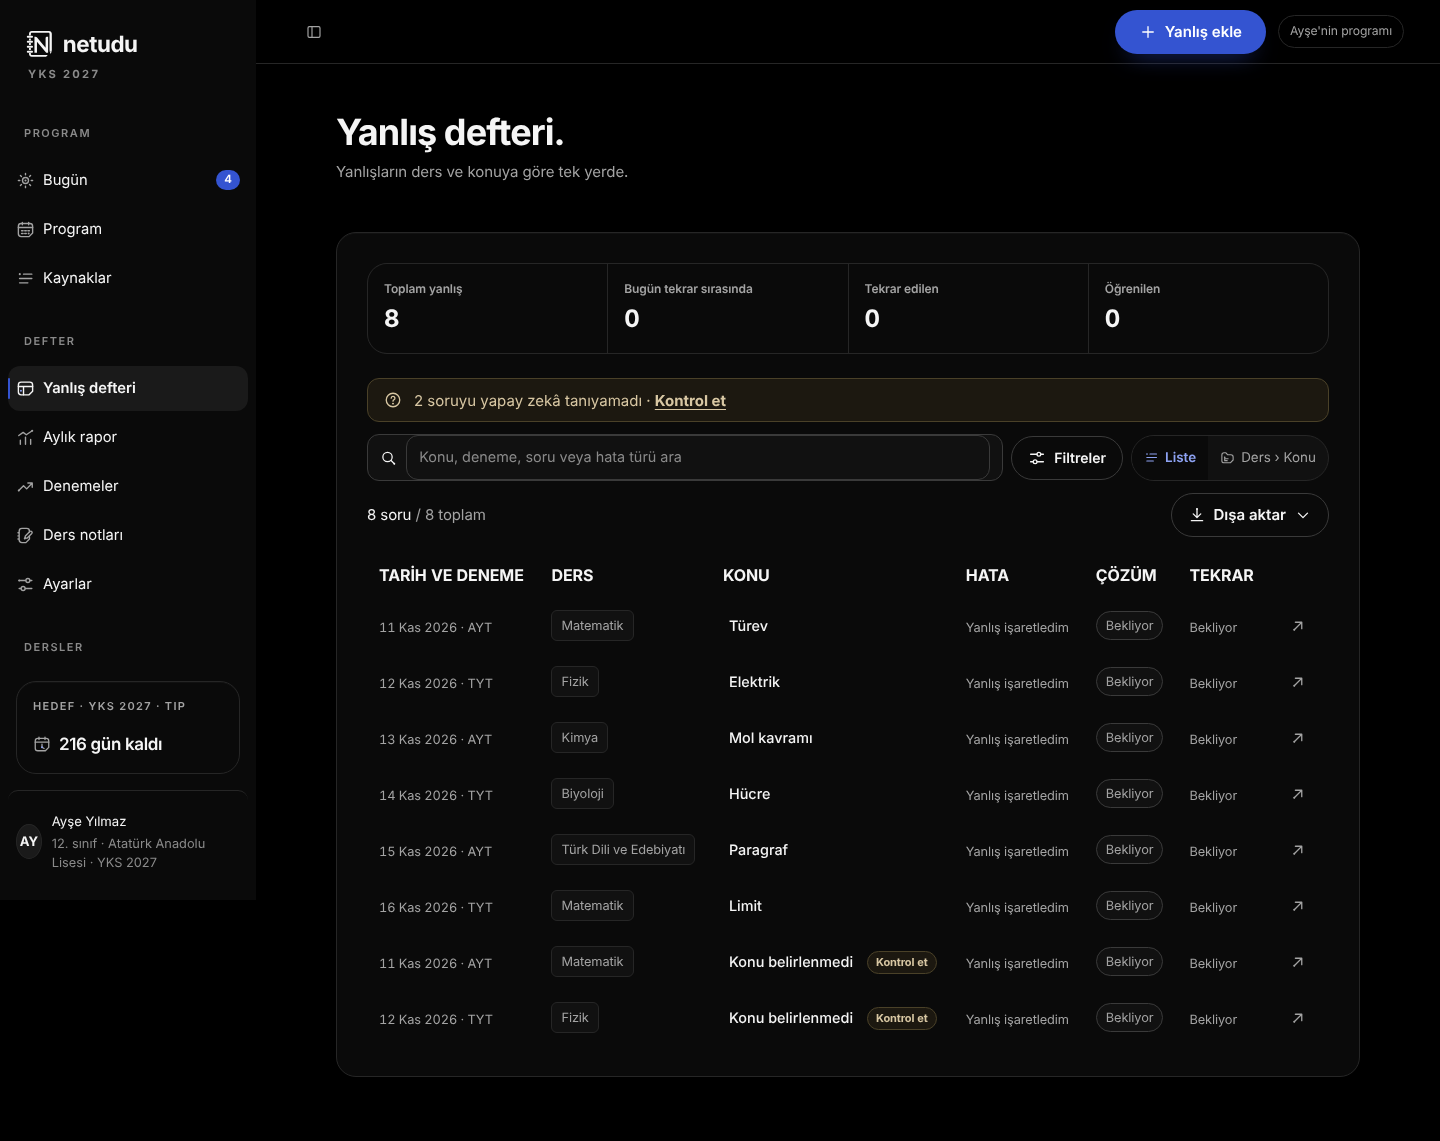 netudu
YKS 2027
PROGRAM
Bugün 4
Program
Kaynaklar
DEFTER
Yanlış defteri
Aylık rapor
Denemeler
Ders notları
Ayarlar
DERSLER
HEDEF · YKS 2027 · TIP
216 gün kaldı
AY
Ayşe Yılmaz
12. sınıf · Atatürk Anadolu
Lisesi · YKS 2027
Yanlış ekle
Ayşe'nin programı
Yanlış defteri.
Yanlışların ders ve konuya göre tek yerde.
Toplam yanlış
8
Bugün tekrar sırasında
0
Tekrar edilen
0
Öğrenilen
0
2 soruyu yapay zekâ tanıyamadı · Kontrol et
Konu, deneme, soru veya hata türü ara
Filtreler
Liste
Ders › Konu
8 soru / 8 toplam
Dışa aktar
TARİH VE DENEME DERS KONU HATA ÇÖZÜM TEKRAR
11 Kas 2026 · AYT Matematik Türev Yanlış işaretledim Bekliyor Bekliyor
12 Kas 2026 · TYT Fizik Elektrik Yanlış işaretledim Bekliyor Bekliyor
13 Kas 2026 · AYT Kimya Mol kavramı Yanlış işaretledim Bekliyor Bekliyor
14 Kas 2026 · TYT Biyoloji Hücre Yanlış işaretledim Bekliyor Bekliyor
15 Kas 2026 · AYT Türk Dili ve Edebiyatı Paragraf Yanlış işaretledim Bekliyor Bekliyor
16 Kas 2026 · TYT Matematik Limit Yanlış işaretledim Bekliyor Bekliyor
11 Kas 2026 · AYT Matematik Konu belirlenmedi Kontrol et Yanlış işaretledim Bekliyor Bekliyor
12 Kas 2026 · TYT Fizik Konu belirlenmedi Kontrol et Yanlış işaretledim Bekliyor Bekliyor